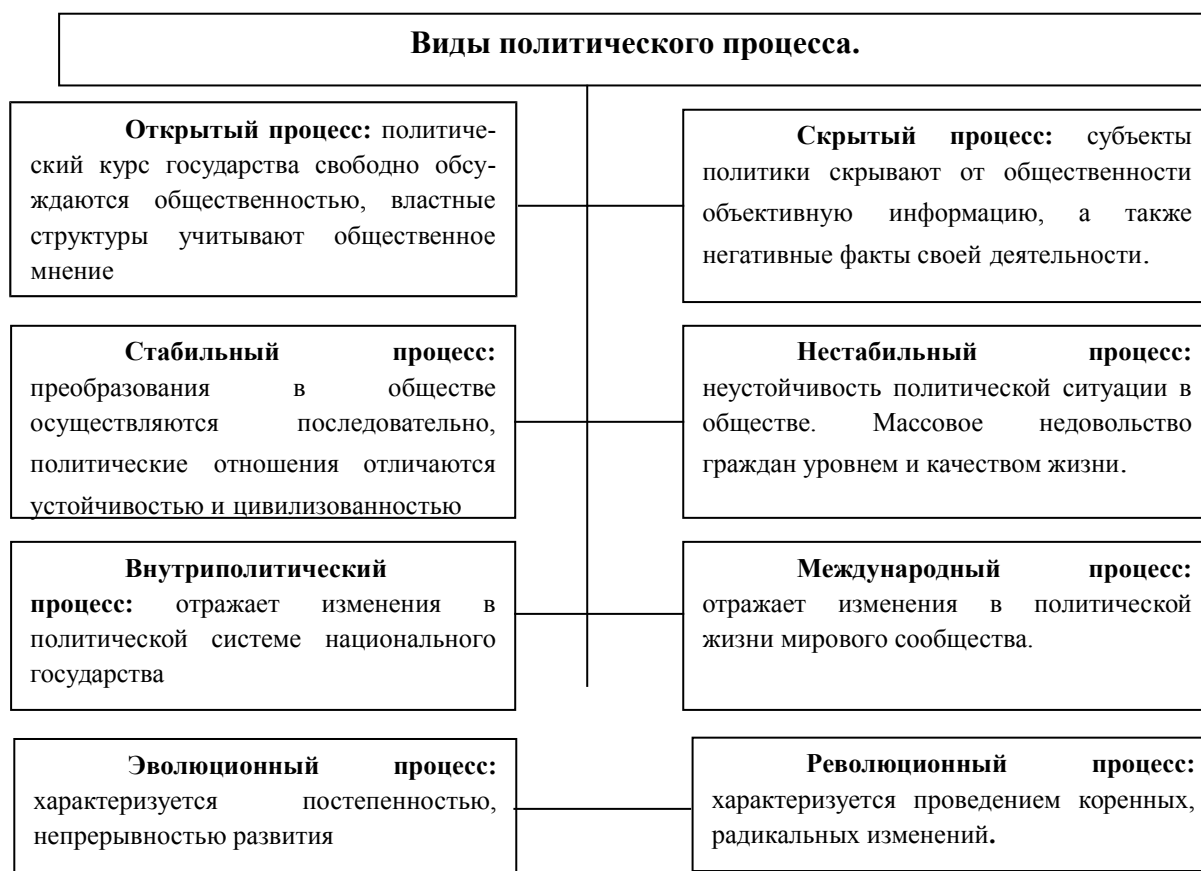 Виды политического процесса.
Открытый процесс: политиче-
ский курс государства свободно обсу-
ждаются общественностью, властные
структуры учитывают общественное
мнение
Скрытый процесс: субъекты
политики скрывают от общественности
объективную информацию, а также
негативные факты своей деятельности.
Стабильный процесс:
преобразования в обществе
осуществляются последовательно,
политические отношения отличаются
устойчивостью и цивилизованностью
Нестабильный процесс:
неустойчивость политической ситуации в
обществе. Массовое недовольство
граждан уровнем и качеством жизни.
Внутриполитический
процесс: отражает изменения в
политической системе национального
государства
Международный процесс:
отражает изменения в политической
жизни мирового сообщества.
Эволюционный процесс:
характеризуется постепенностью,
непрерывностью развития
Революционный процесс:
характеризуется проведением коренных,
радикальных изменений.